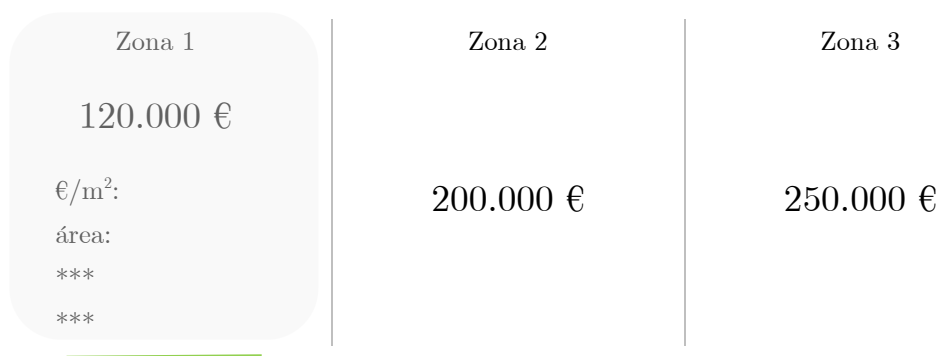 Zona 1
120.000 €
€/m²:
área:
***
***
Zona 2
200.000 €
Zona 3
250.000 €